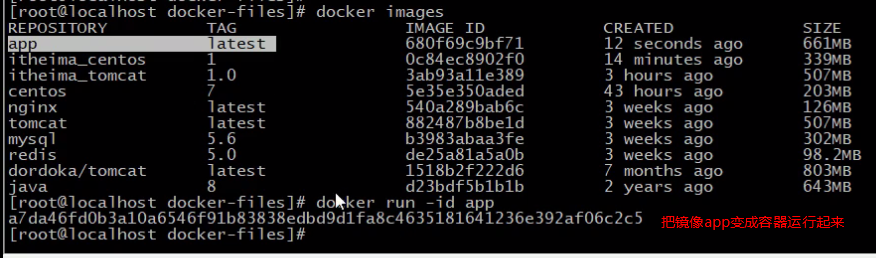 [root@localhost docker-files]# docker images
REPOSITORY TAG IMAGE ID CREATED SIZE
app latest 680f69c9bf71 12 seconds ago 661MB
itheima_centos 1 0c84ec8902f0 14 minutes ago 339MB
itheima_tomcat 1.0 3ab93a11e389 3 hours ago 507MB
centos 7 5e35e350aded 43 hours ago 203MB
nginx latest 540a289bab6c 3 weeks ago 126MB
tomcat latest 882487b8be1d 3 weeks ago 507MB
mysql 5.6 b3983abaa3fe 3 weeks ago 302MB
redis 5.0 de25a81a5a0b 3 weeks ago 98.2MB
dordoka/tomcat latest 1518b2f222d6 7 months ago 803MB
java 8 d23bdf5b1b1b 2 years ago 643MB
[root@localhost docker-files]# docker run -id app
a7da46fd0b3a10a6546f91b83838edbd9d1fa8c4635181641236e392af06c2c5 把镜像app变成容器运行起来
[root@localhost docker-files]#